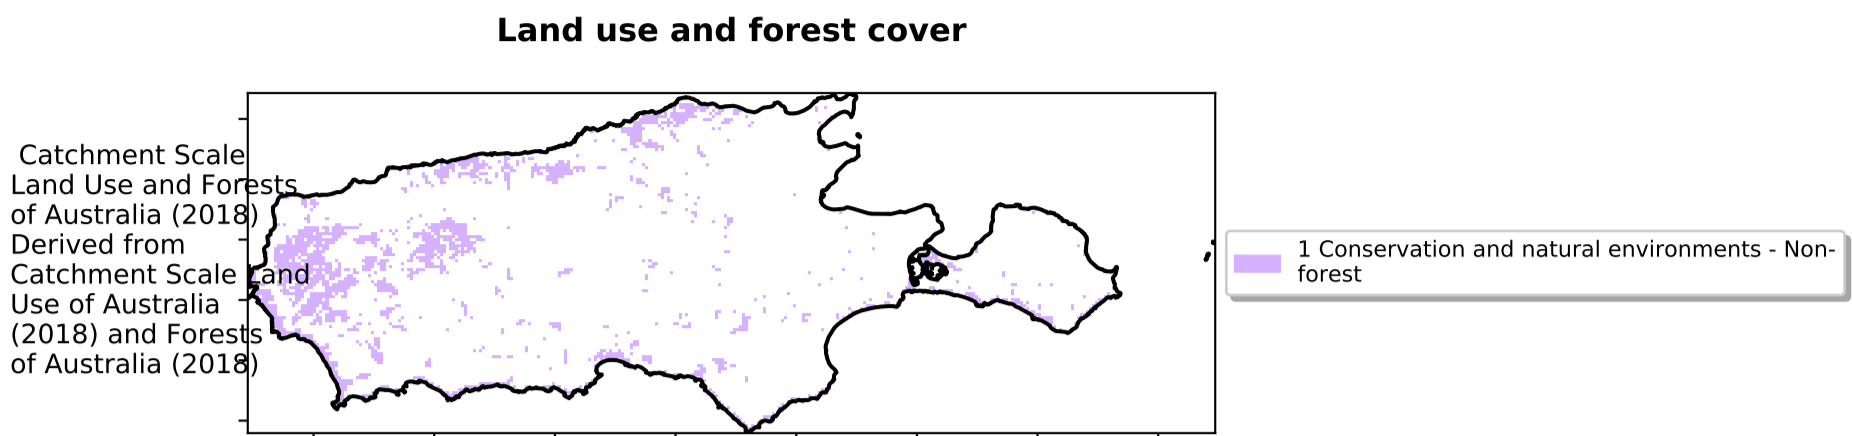 Land use and forest cover
Catchment Scale
Land Use and Forests
of Australia (2018)
Derived from
Catchment Scale Land
Use of Australia
(2018) and Forests
of Australia (2018)
1 Conservation and natural environments - Non-
forest